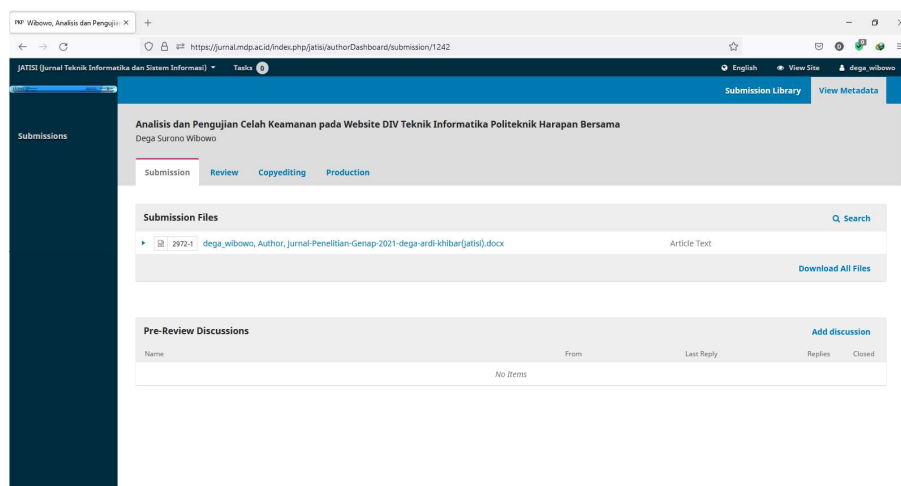 PKP Wibowo, Analisis dan Pengujian
https://jurnal.mdp.ac.id/index.php/jatisi/authorDashboard/submission/1242
JATISI (Jurnal Teknik Informatika dan Sistem Informasi) Tasks 0 English View Site dega_wibowo
Submission Library View Metadata
Submissions
Analisis dan Pengujian Celah Keamanan pada Website DIV Teknik Informatika Politeknik Harapan Bersama
Dega Surono Wibowo
Submission Review Copyediting Production
Submission Files Search
2972-1 dega_wibowo, Author, Jurnal-Penelitian-Genap-2021-dega-ardi-khibar(jatisi).docx Article Text
Download All Files
Pre-Review Discussions Add discussion
Name From Last Reply Replies Closed
No Items